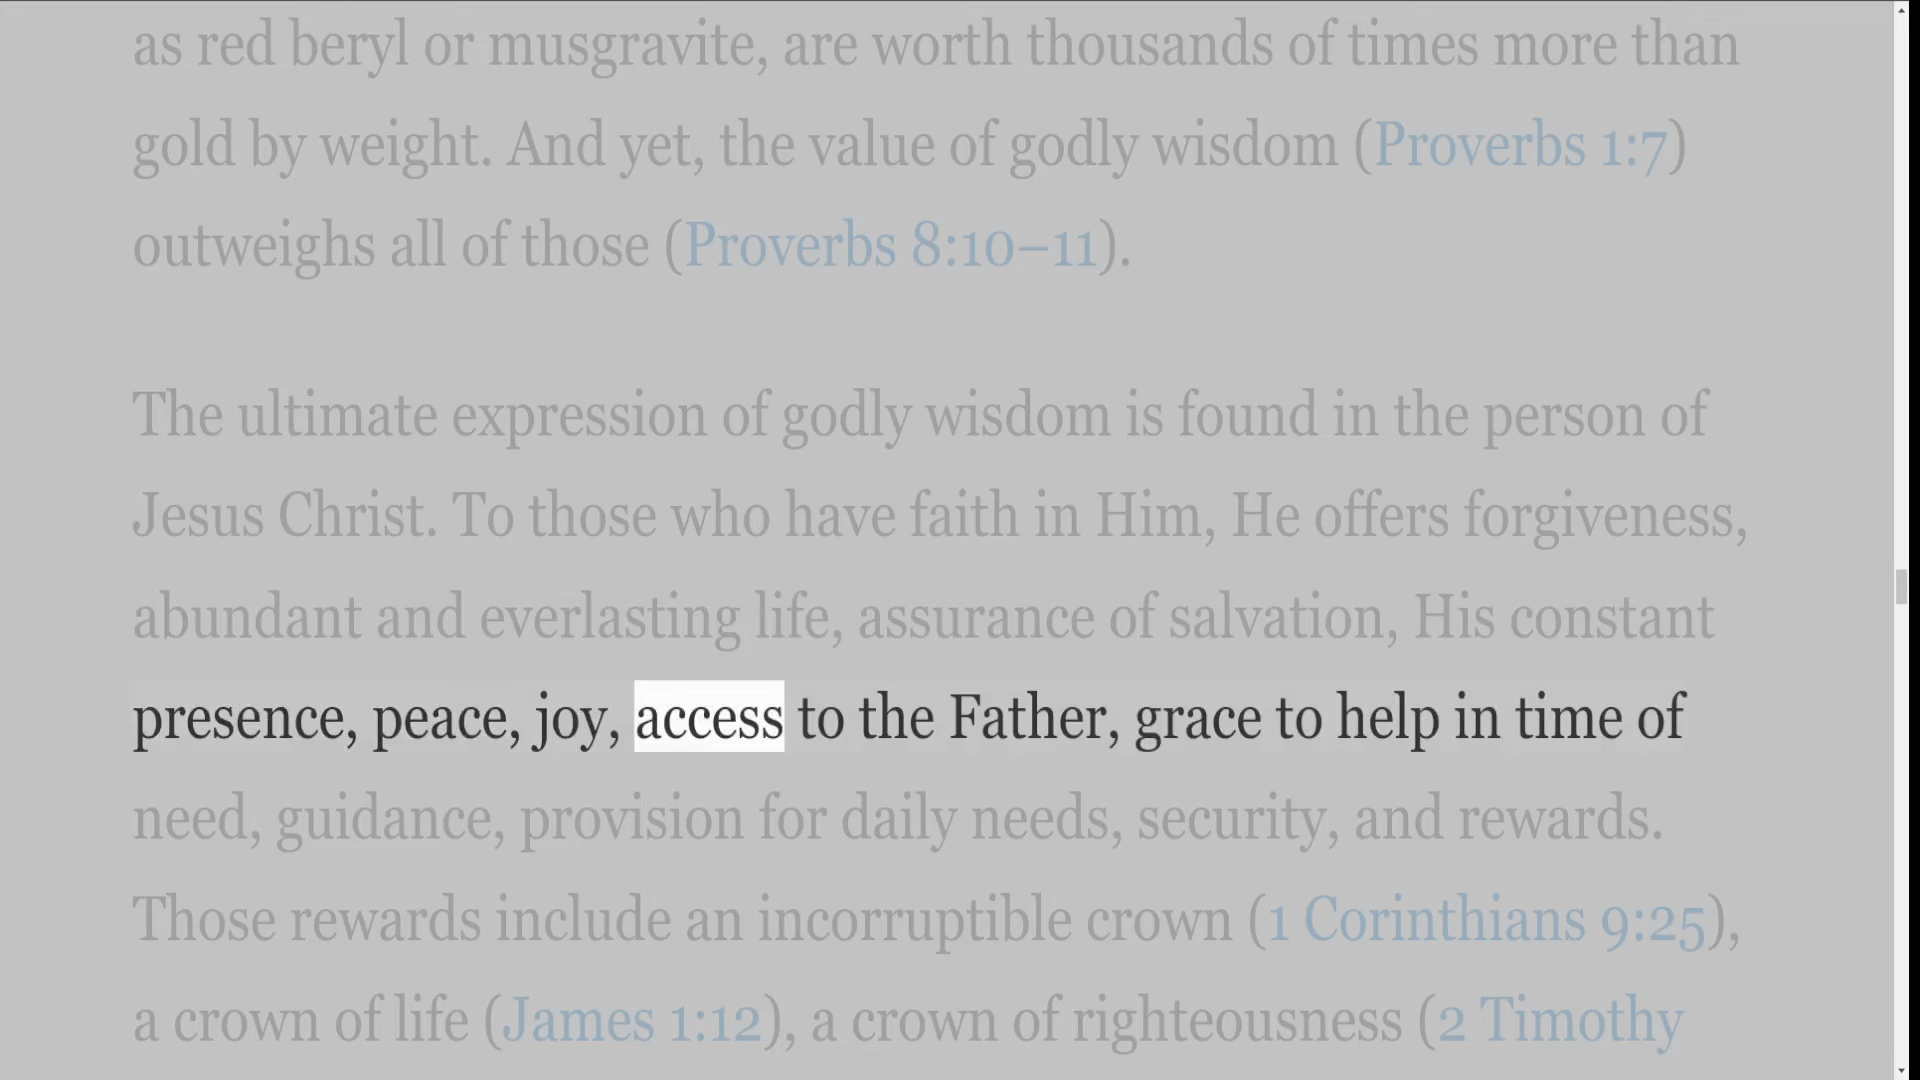 as red beryl or musgravite, are worth thousands of times more than
gold by weight. And yet, the value of godly wisdom (Proverbs 1:7)
outweighs all of those (Proverbs 8:10–11).
The ultimate expression of godly wisdom is found in the person of
Jesus Christ. To those who have faith in Him, He offers forgiveness,
abundant and everlasting life, assurance of salvation, His constant
presence, peace, joy, access to the Father, grace to help in time of
need, guidance, provision for daily needs, security, and rewards.
Those rewards include an incorruptible crown (1 Corinthians 9:25),
a crown of life (James 1:12), a crown of righteousness (2 Timothy